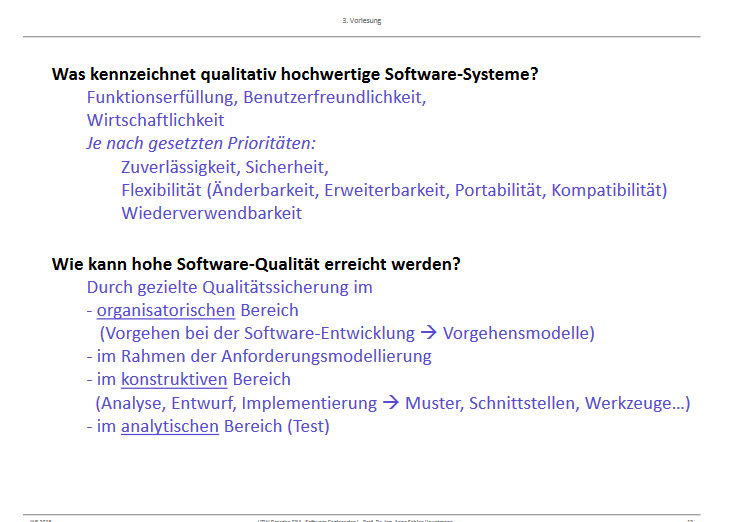 3. Vorlesung
Was kennzeichnet qualitativ hochwertige Software-Systeme?
Funktionserfüllung, Benutzerfreundlichkeit,
Wirtschaftlichkeit
Je nach gesetzten Prioritäten:
Zuverlässigkeit, Sicherheit,
Flexibilität (Änderbarkeit, Erweiterbarkeit, Portabilität, Kompatibilität)
Wiederverwendbarkeit
Wie kann hohe Software-Qualität erreicht werden?
Durch gezielte Qualitätssicherung im
- organisatorischen Bereich
(Vorgehen bei der Software-Entwicklung → Vorgehensmodelle)
- im Rahmen der Anforderungsmodellierung
- im konstruktiven Bereich
(Analyse, Entwurf, Implementierung → Muster, Schnittstellen, Werkzeuge…)
- im analytischen Bereich (Test)